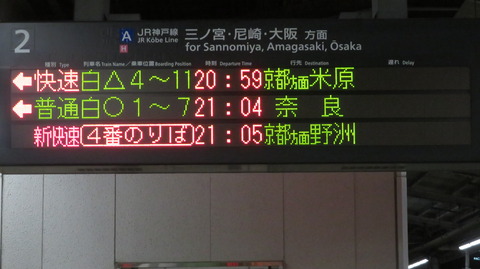 2
A JR神戸線 三ノ宮・尼崎・大阪 方面
H JR Kōbe Line for Sannomiya, Amagasaki, Ōsaka
種別 Type 列車名 Train Name / 乗車位置 Boarding Position 発車時刻 Departure Time 行先 Destination 遅れ Delay
←快速 白△4～11 20:59 京都方面 米原
←普通 白○1～7 21:04 奈良
新快速 4番のりば 21:05 京都方面 野洲